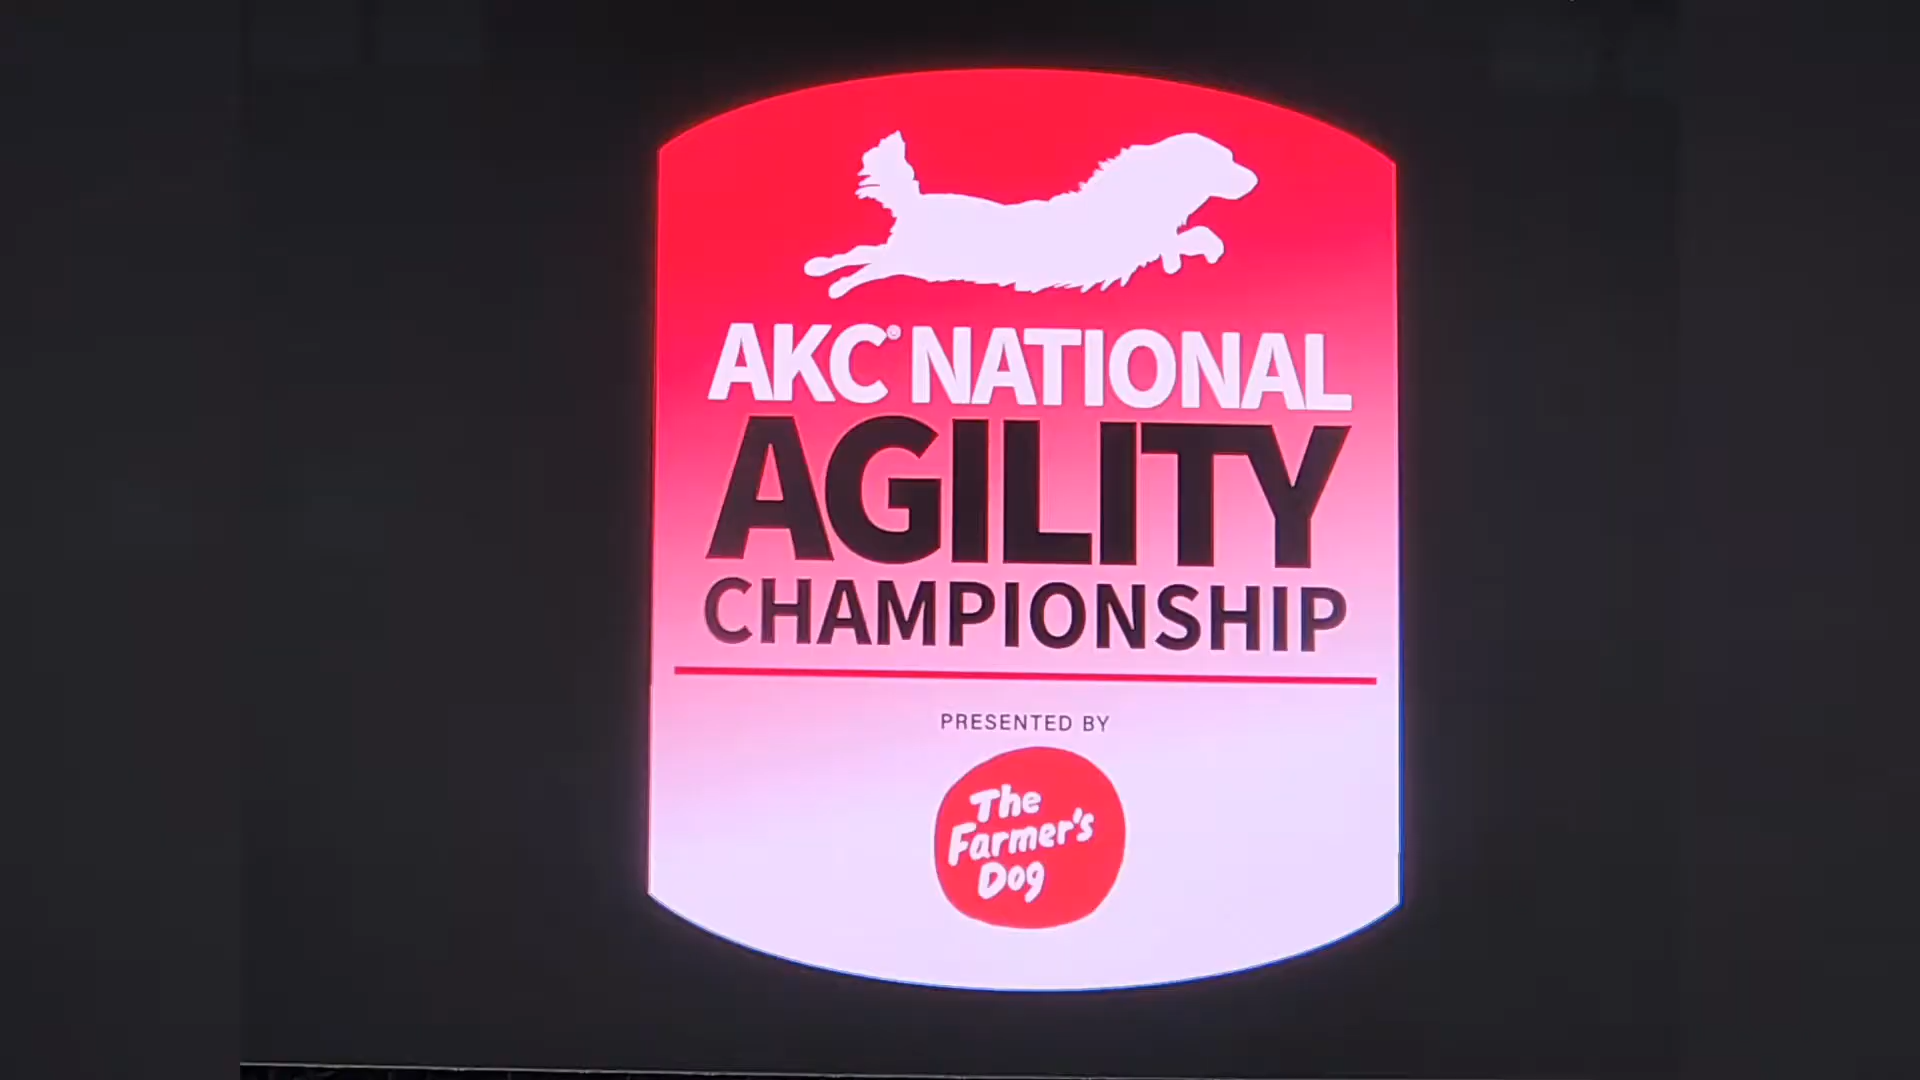 AKC® NATIONAL
AGILITY
CHAMPIONSHIP
PRESENTED BY
The
Farmer's
Dog